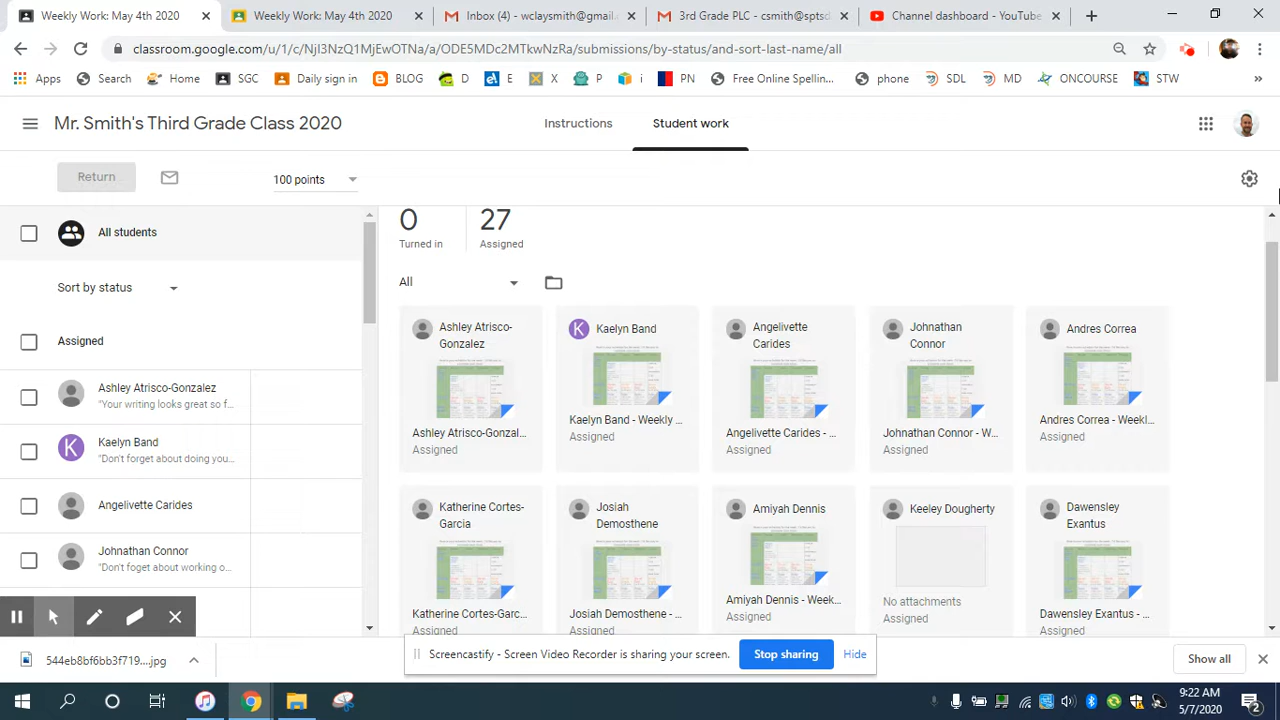 Weekly Work: May 4th 2020
Weekly Work: May 4th 2020
Inbox (4) - wclaysmith@gmail.
3rd Grade PLC - csmith@sptsd
Channel dashboard - YouTube
classroom.google.com/u/1/c/NjI3NzQ1MjEwOTNa/a/ODE5MDc2MTkwNzRa/submissions/by-status/and-sort-last-name/all
Apps
Search
Home
SGC
Daily sign in
BLOG
D
E
X
P
i
PN
Free Online Spellin...
phone
SDL
MD
ONCOURSE
STW
Mr. Smith's Third Grade Class 2020
Instructions
Student work
Return
100 points
All students
Sort by status
Assigned
Ashley Atrisco-Gonzalez
"Your writing looks great so f...
K
Kaelyn Band
"Don't forget about doing you...
Angelivette Carides
Johnathan Connor
"Don't foget about working o...
0
Turned in
27
Assigned
All
Ashley Atrisco-
Gonzalez
Ashley Atrisco-Gonzal...
Assigned
K
Kaelyn Band
Kaelyn Band - Weekly ...
Assigned
Angelivette
Carides
Angelivette Carides - ...
Assigned
Johnathan
Connor
Johnathan Connor - W...
Assigned
Andres Correa
Andres Correa - Weekl...
Assigned
Katherine Cortes-
Garcia
Katherine Cortes-Garc...
Assigned
Josiah
Demosthene
Josiah Demosthene - ...
Assigned
Amiyah Dennis
Amiyah Dennis - Week...
Assigned
Keeley Dougherty
No attachments
Assigned
Dawensley
Exantus
Dawensley Exantus - ...
Assigned
Screencastify - Screen Video Recorder is sharing your screen.
Stop sharing
Hide
544eb8bf6bb3f719....jpg
Show all
9:22 AM
5/7/2020
2